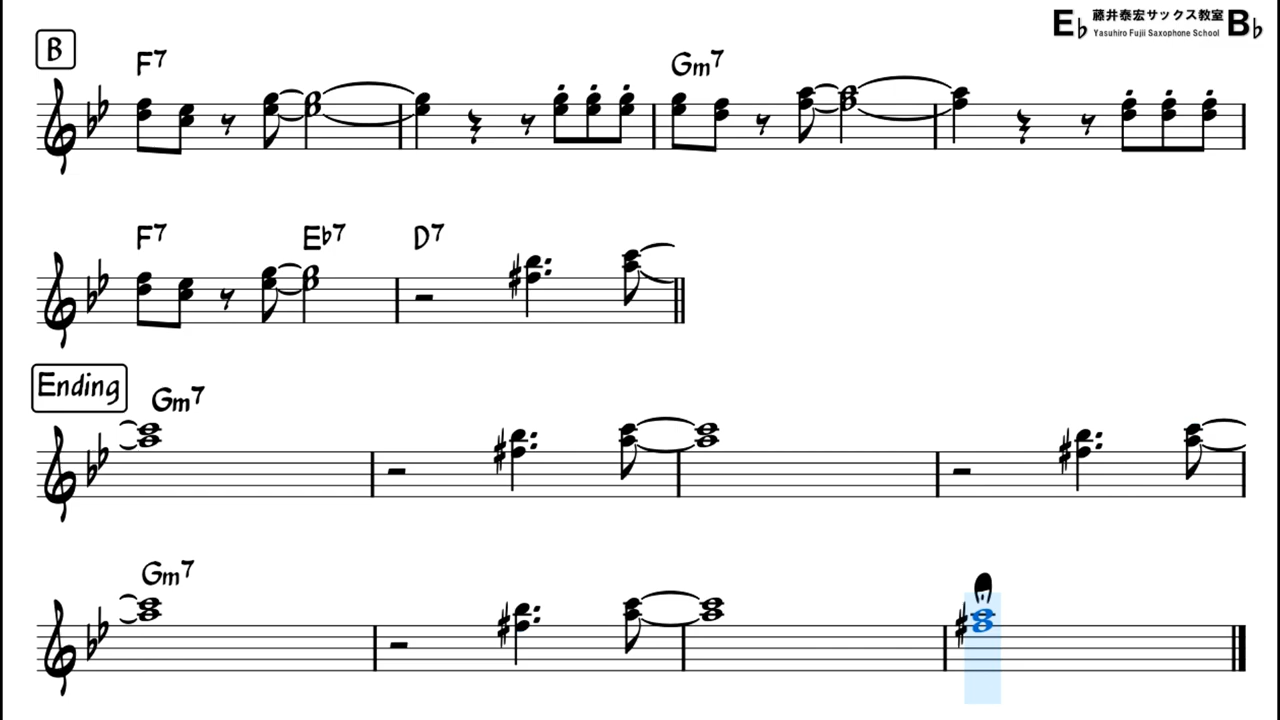 E♭ 藤井泰宏サックス教室 B♭
Yasuhiro Fujii Saxophone School
B
F7 Gm7
F7 E♭7 D7
Ending
Gm7
Gm7